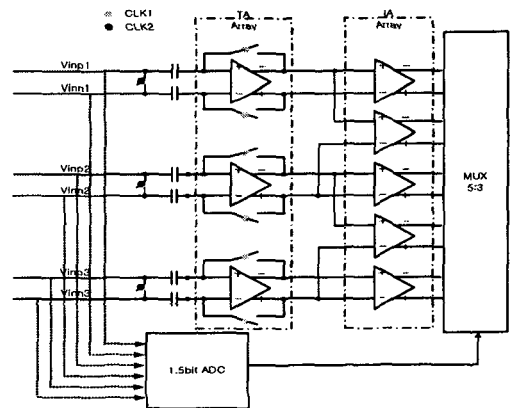 CLK1
CLK2
TA
Array
IA
Array
Vinp1
Vinn1
Vinp2
Vinn2
Vinp3
Vinn3
MUX
5:3
1.5bit ADC